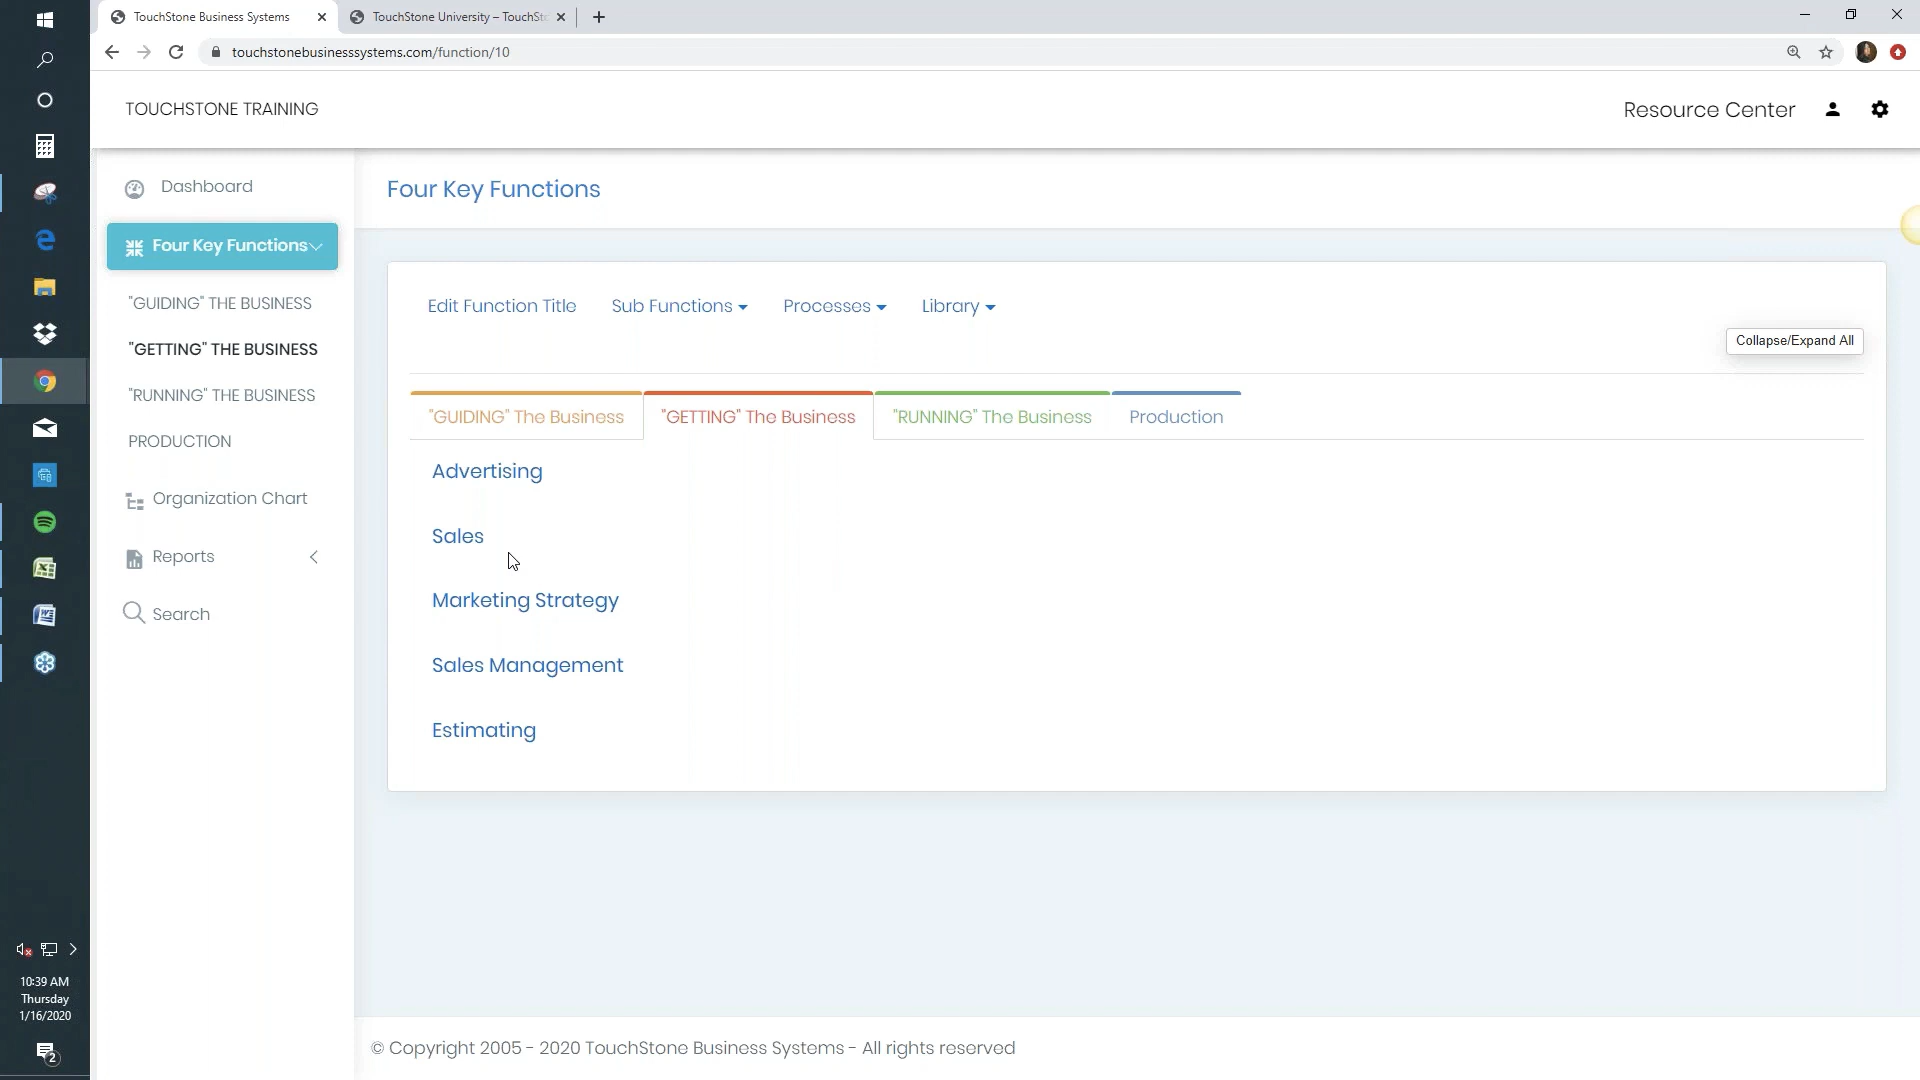 TouchStone Business Systems
TouchStone University – TouchSt
touchstonebusinesssystems.com/function/10
TOUCHSTONE TRAINING
Resource Center
Dashboard
Four Key Functions
"GUIDING" THE BUSINESS
"GETTING" THE BUSINESS
"RUNNING" THE BUSINESS
PRODUCTION
Organization Chart
Reports
Search
Four Key Functions
Edit Function Title
Sub Functions
Processes
Library
Collapse/Expand All
"GUIDING" The Business
"GETTING" The Business
"RUNNING" The Business
Production
Advertising
Sales
Marketing Strategy
Sales Management
Estimating
10:39 AM
Thursday
1/16/2020
2
© Copyright 2005 - 2020 TouchStone Business Systems - All rights reserved